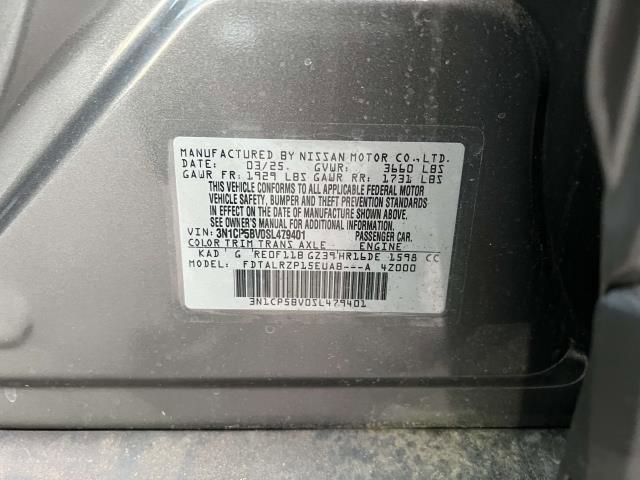 MANUFACTURED BY NISSAN MOTOR CO.,LTD.
DATE: 03/25. GVWR: 3660 LBS
GAWR FR: 1929 LBS GAWR RR: 1731 LBS
THIS VEHICLE CONFORMS TO ALL APPLICABLE FEDERAL MOTOR
VEHICLE SAFETY, BUMPER AND THEFT PREVENTION STANDARDS
IN EFFECT ON THE DATE OF MANUFACTURE SHOWN ABOVE.
SEE OWNER'S MANUAL FOR ADDITIONAL INFORMATION.
VIN: 3N1CP5BV0SL479401 PASSENGER CAR.
COLOR TRIM TRANS AXLE ENGINE
KAD' G 'RE0F11B GZ39'HR16DE 1598 CC
MODEL: FDTALRZP15EUAB---A 4Z000
3N1CP5BV0SL479401